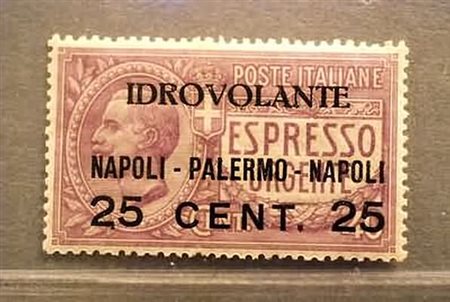 POSTE ITALIANE
IDROVOLANTE
ESPRESSO
NAPOLI - PALERMO - NAPOLI
URGENTE
25 CENT. 25